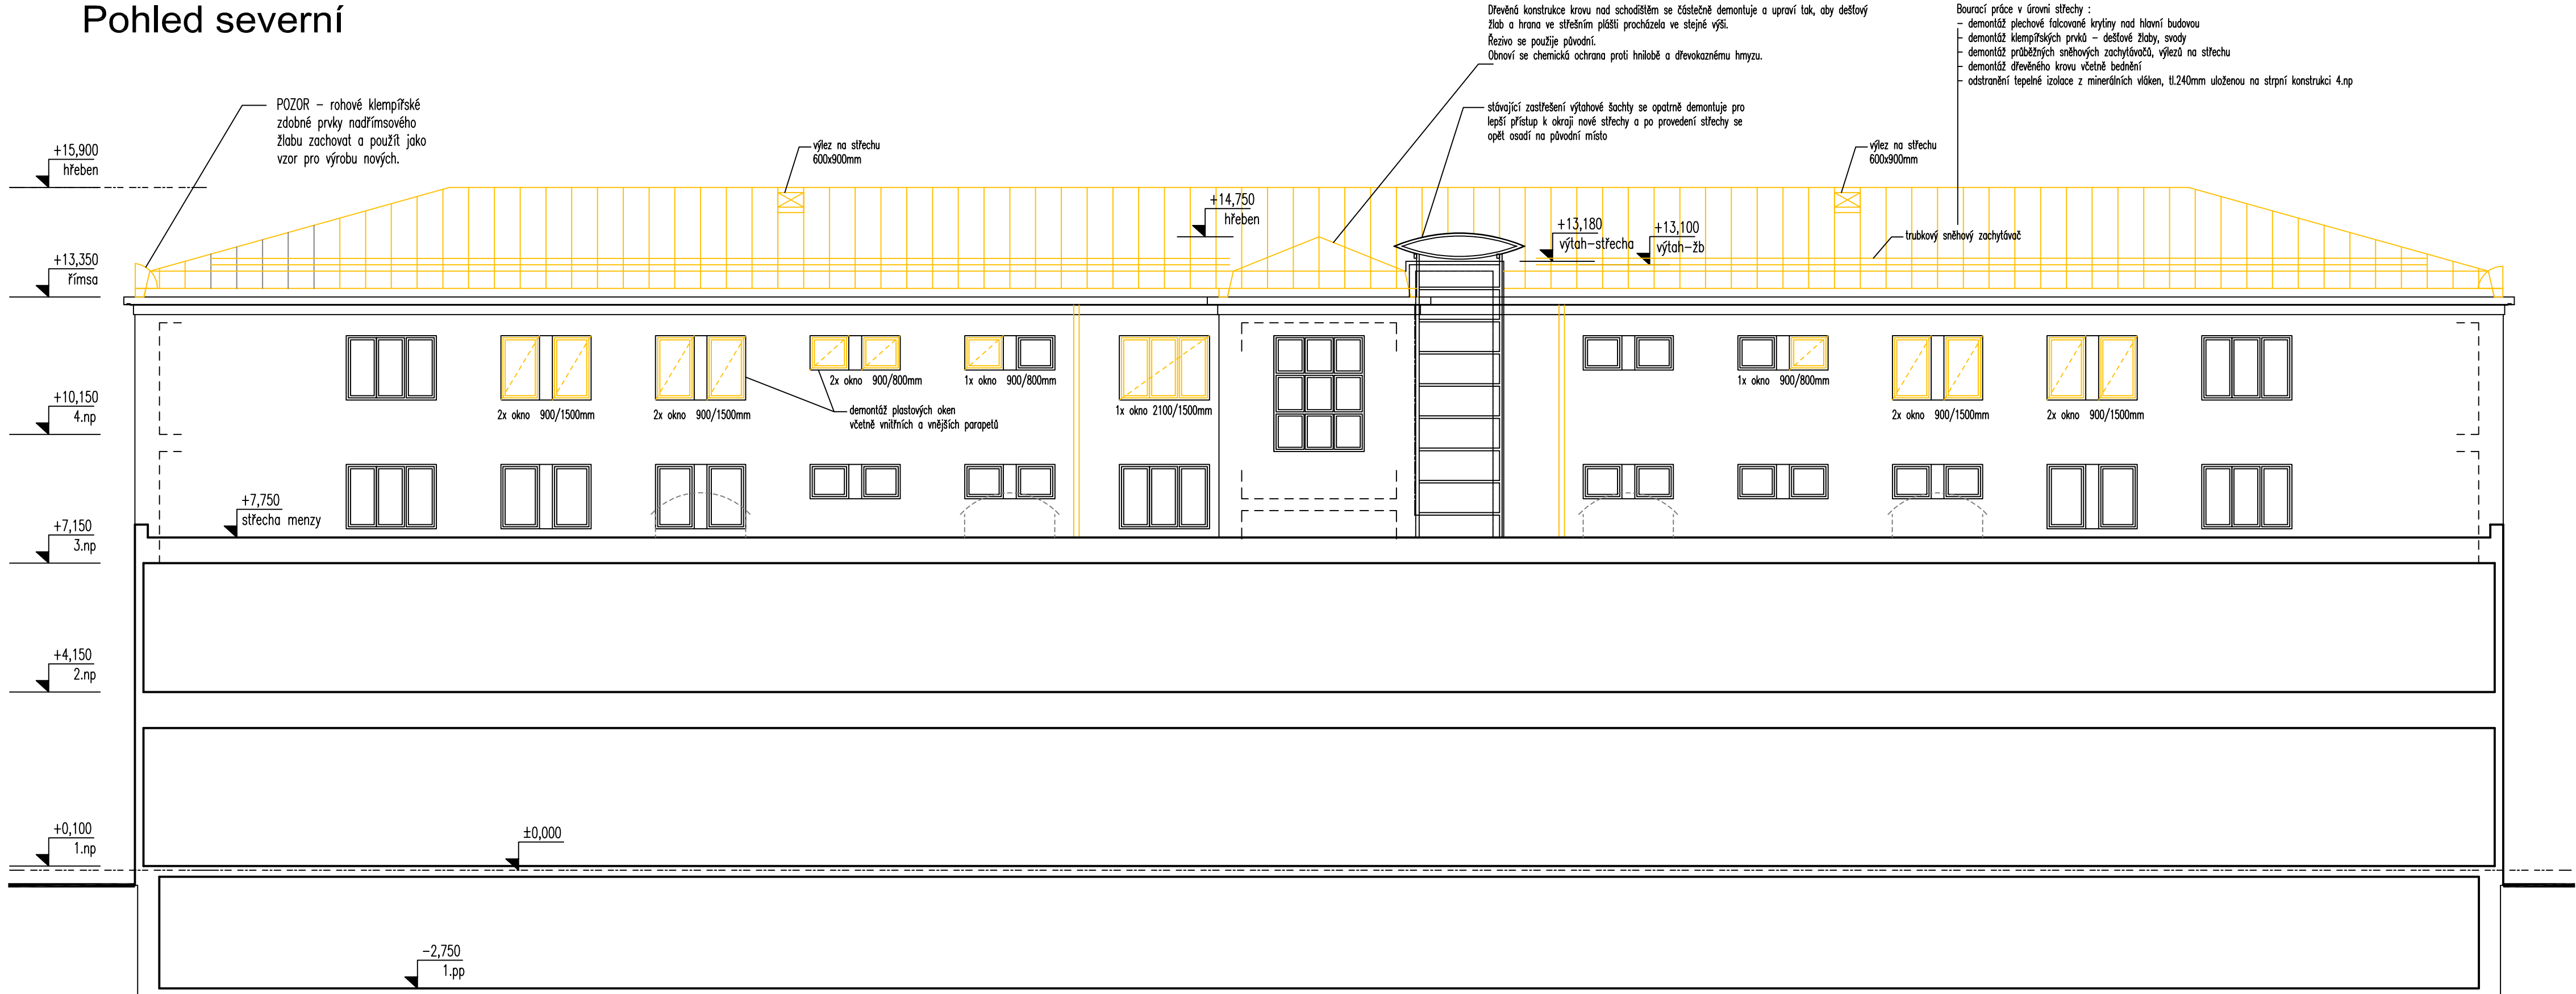 Pohled severní
Dřevěná konstrukce krovu nad schodištěm se částečně demontuje a upraví tak, aby dešťový
žlab a hrana ve střešním plášti procházela ve stejné výši.
Řezivo se použije původní.
Obnoví se chemická ochrana proti hnilobě a dřevokaznému hmyzu.
Bourací práce v úrovni střechy :
- demontáž plechové falcované krytiny nad hlavní budovou
- demontáž klempířských prvků - dešťové žlaby, svody
- demontáž průběžných sněhových zachytávačů, výlezů na střechu
- demontáž dřevěného krovu včetně bednění
- odstranění tepelné izolace z minerálních vláken, tl.240mm uloženou na strpní konstrukci 4.np
POZOR - rohové klempířské
zdobné prvky nadřímsového
žlabu zachovat a použít jako
vzor pro výrobu nových.
stávající zastřešení výtahové šachty se opatrně demontuje pro
lepší přístup k okraji nové střechy a po provedení střechy se
opět osadí na původní místo
+15,900
hřeben
výlez na střechu
600x900mm
výlez na střechu
600x900mm
+14,750
hřeben
+13,180
výtah-střecha
+13,100
výtah-žb
trubkový sněhový zachytávač
+13,350
římsa
2x okno 900/1500mm
2x okno 900/1500mm
2x okno 900/800mm
1x okno 900/800mm
1x okno 2100/1500mm
1x okno 900/800mm
2x okno 900/1500mm
2x okno 900/1500mm
demontáž plastových oken
včetně vnitřních a vnějších parapetů
+10,150
4.np
+7,750
střecha menzy
+7,150
3.np
+4,150
2.np
+0,100
1.np
±0,000
-2,750
1.pp